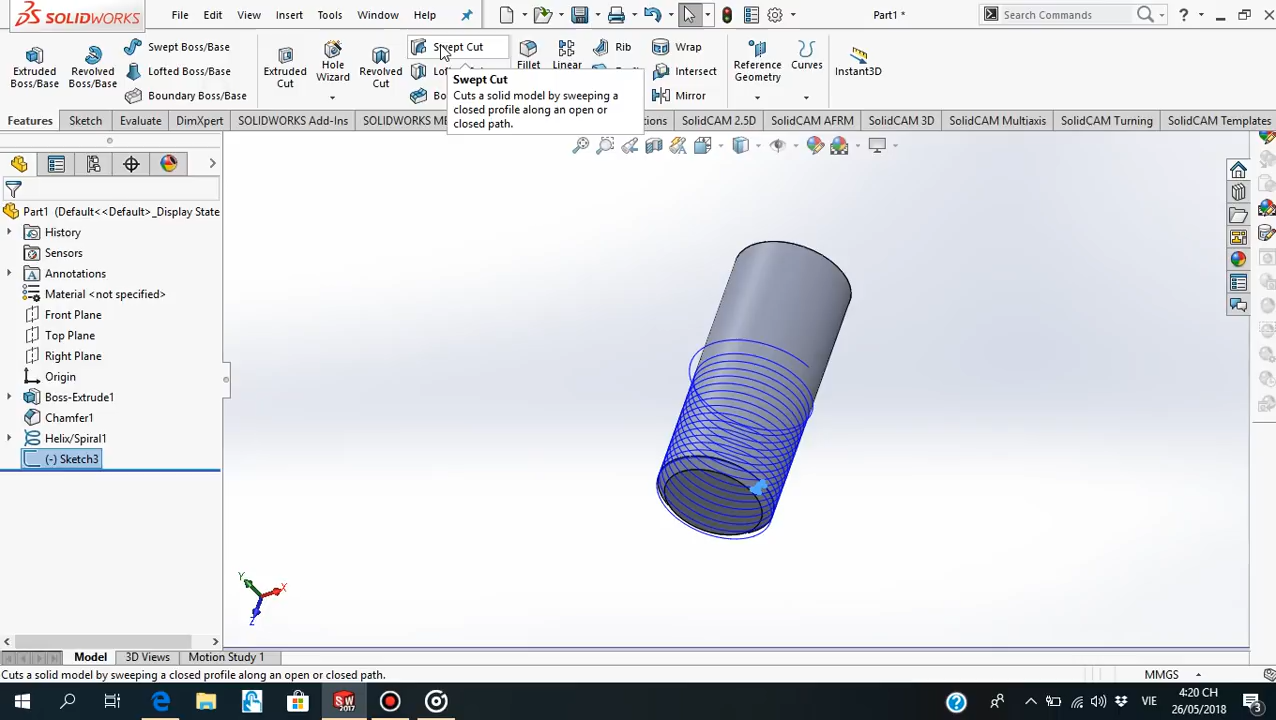 SOLIDWORKS
File Edit View Insert Tools Window Help
Part1 *
Search Commands
?
Extruded Boss/Base
Revolved Boss/Base
Swept Boss/Base
Lofted Boss/Base
Boundary Boss/Base
Extruded Cut
Hole Wizard
Revolved Cut
Swept Cut
Fillet
Linear
Rib
Wrap
Intersect
Mirror
Reference Geometry
Curves
Instant3D
Swept Cut
Cuts a solid model by sweeping a
closed profile along an open or
closed path.
Features Sketch Evaluate DimXpert SOLIDWORKS Add-Ins SolidCAM 2.5D SolidCAM AFRM SolidCAM 3D SolidCAM Multiaxis SolidCAM Turning SolidCAM Templates
Part1 (Default<<Default>_Display State
History
Sensors
Annotations
Material <not specified>
Front Plane
Top Plane
Right Plane
Origin
Boss-Extrude1
Chamfer1
Helix/Spiral1
(-) Sketch3
Y
X
Z
Model 3D Views Motion Study 1
Cuts a solid model by sweeping a closed profile along an open or closed path.
MMGS
SW
2017
?
VIE
4:20 CH
26/05/2018
3